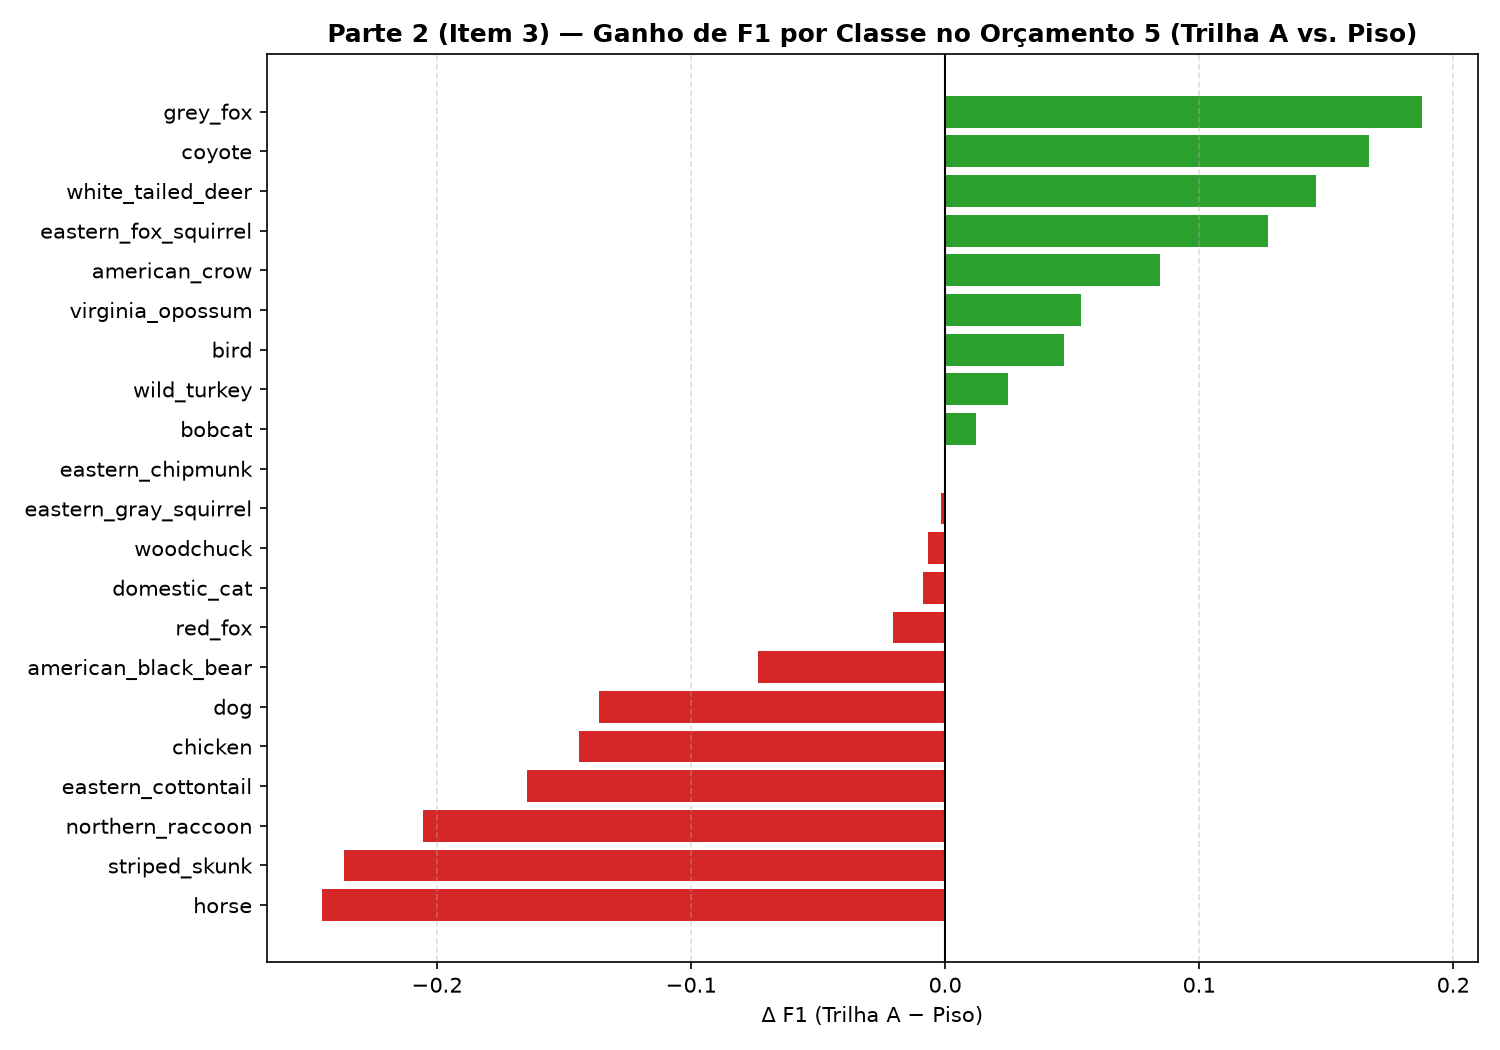 Parte 2 (Item 3) — Ganho de F1 por Classe no Orçamento 5 (Trilha A vs. Piso)
grey_fox
coyote
white_tailed_deer
eastern_fox_squirrel
american_crow
virginia_opossum
bird
wild_turkey
bobcat
eastern_chipmunk
eastern_gray_squirrel
woodchuck
domestic_cat
red_fox
american_black_bear
dog
chicken
eastern_cottontail
northern_raccoon
striped_skunk
horse
−0.2 −0.1 0.0 0.1 0.2
Δ F1 (Trilha A − Piso)